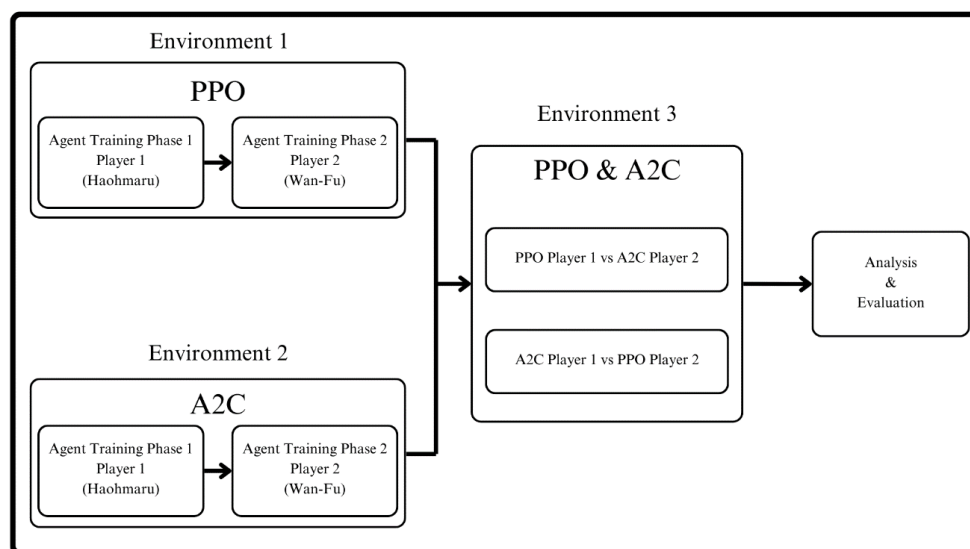 Environment 1
PPO
Agent Training Phase 1
Player 1
(Haohmaru)
Agent Training Phase 2
Player 2
(Wan-Fu)
Environment 2
A2C
Agent Training Phase 1
Player 1
(Haohmaru)
Agent Training Phase 2
Player 2
(Wan-Fu)
Environment 3
PPO & A2C
PPO Player 1 vs A2C Player 2
A2C Player 1 vs PPO Player 2
Analysis
&
Evaluation